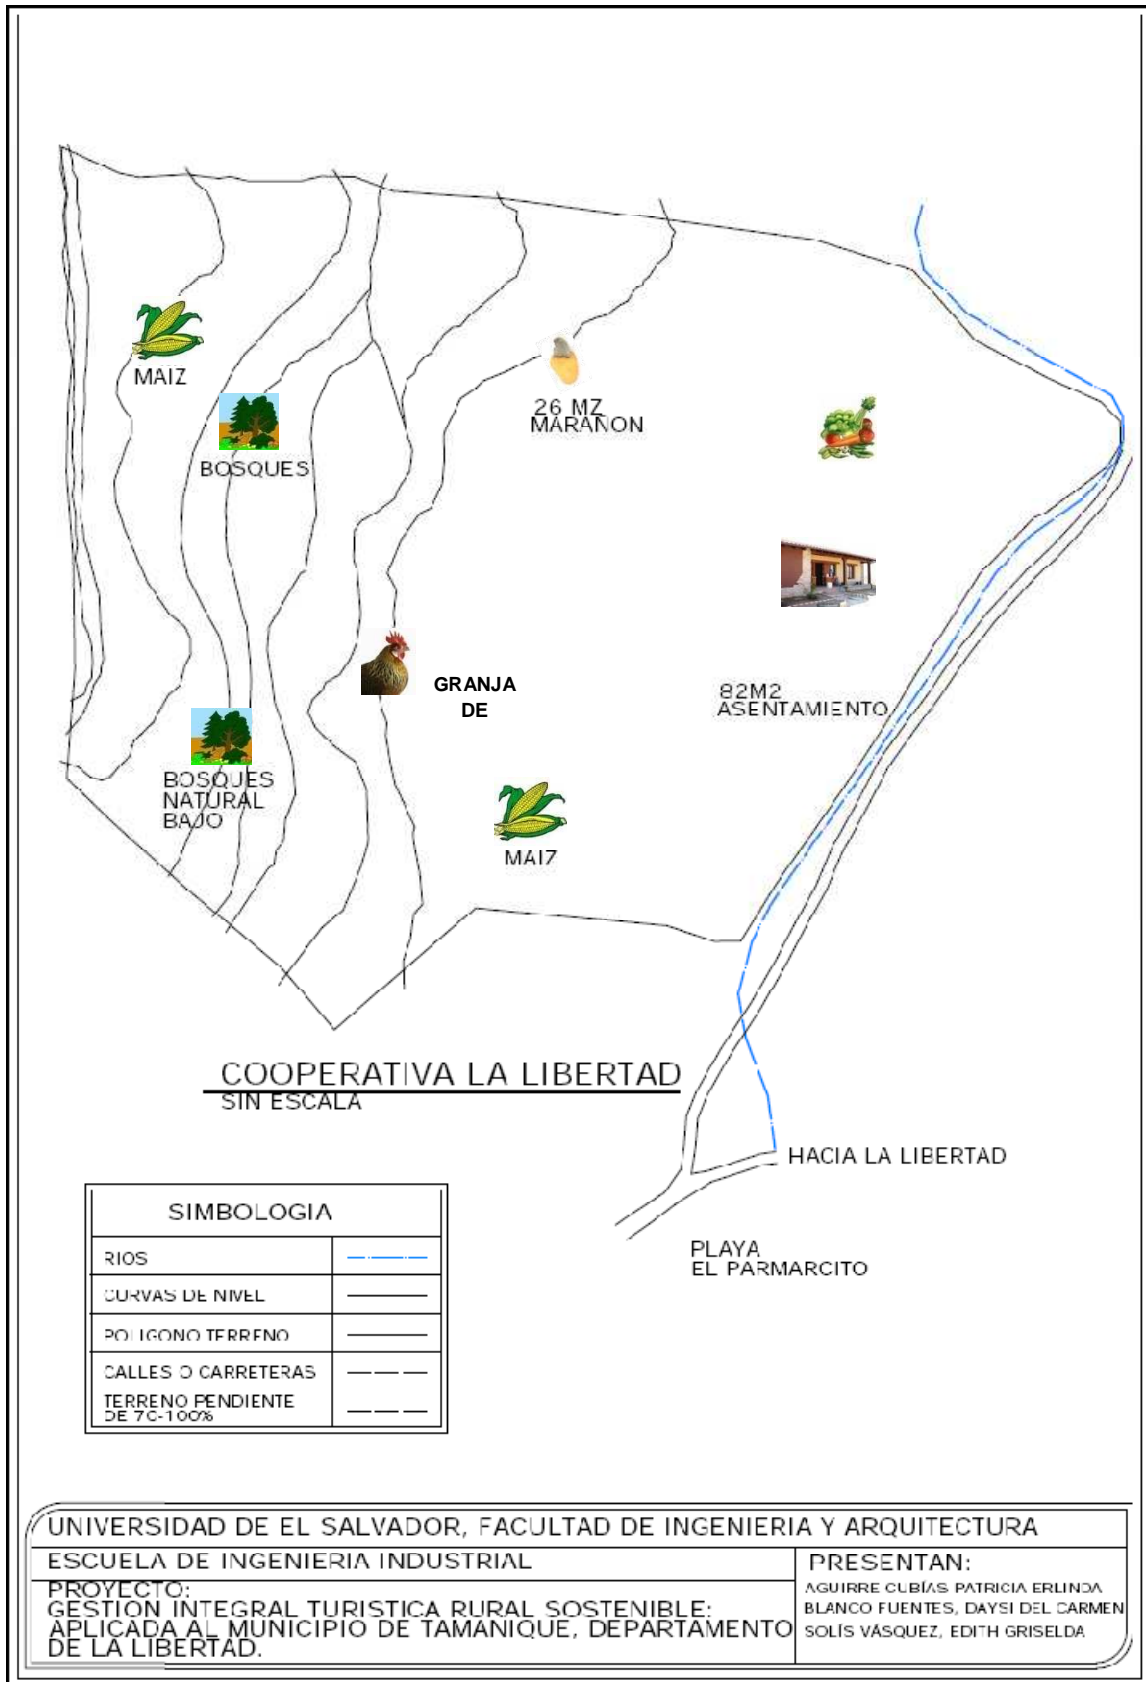 MAIZ
BOSQUES
26 MZ
MARAÑON
GRANJA
DE
82M2
ASENTAMIENTO
BOSQUES
NATURAL
BAJO
MAIZ
COOPERATIVA LA LIBERTAD
SIN ESCALA
HACIA LA LIBERTAD
PLAYA
EL PARMARCITO
SIMBOLOGIA
RIOS
CURVAS DE NIVEL
POLIGONO TERRENO
CALLES O CARRETERAS
TERRENO PENDIENTE
DE 70-100%
UNIVERSIDAD DE EL SALVADOR, FACULTAD DE INGENIERIA Y ARQUITECTURA
ESCUELA DE INGENIERIA INDUSTRIAL
PROYECTO:
GESTION INTEGRAL TURISTICA RURAL SOSTENIBLE:
APLICADA AL MUNICIPIO DE TAMANIQUE, DEPARTAMENTO
DE LA LIBERTAD.
PRESENTAN:
AGUIRRE CUBÍAS PATRICIA ERLINDA
BLANCO FUENTES, DAYSI DEL CARMEN
SOLÍS VÁSQUEZ, EDITH GRISELDA